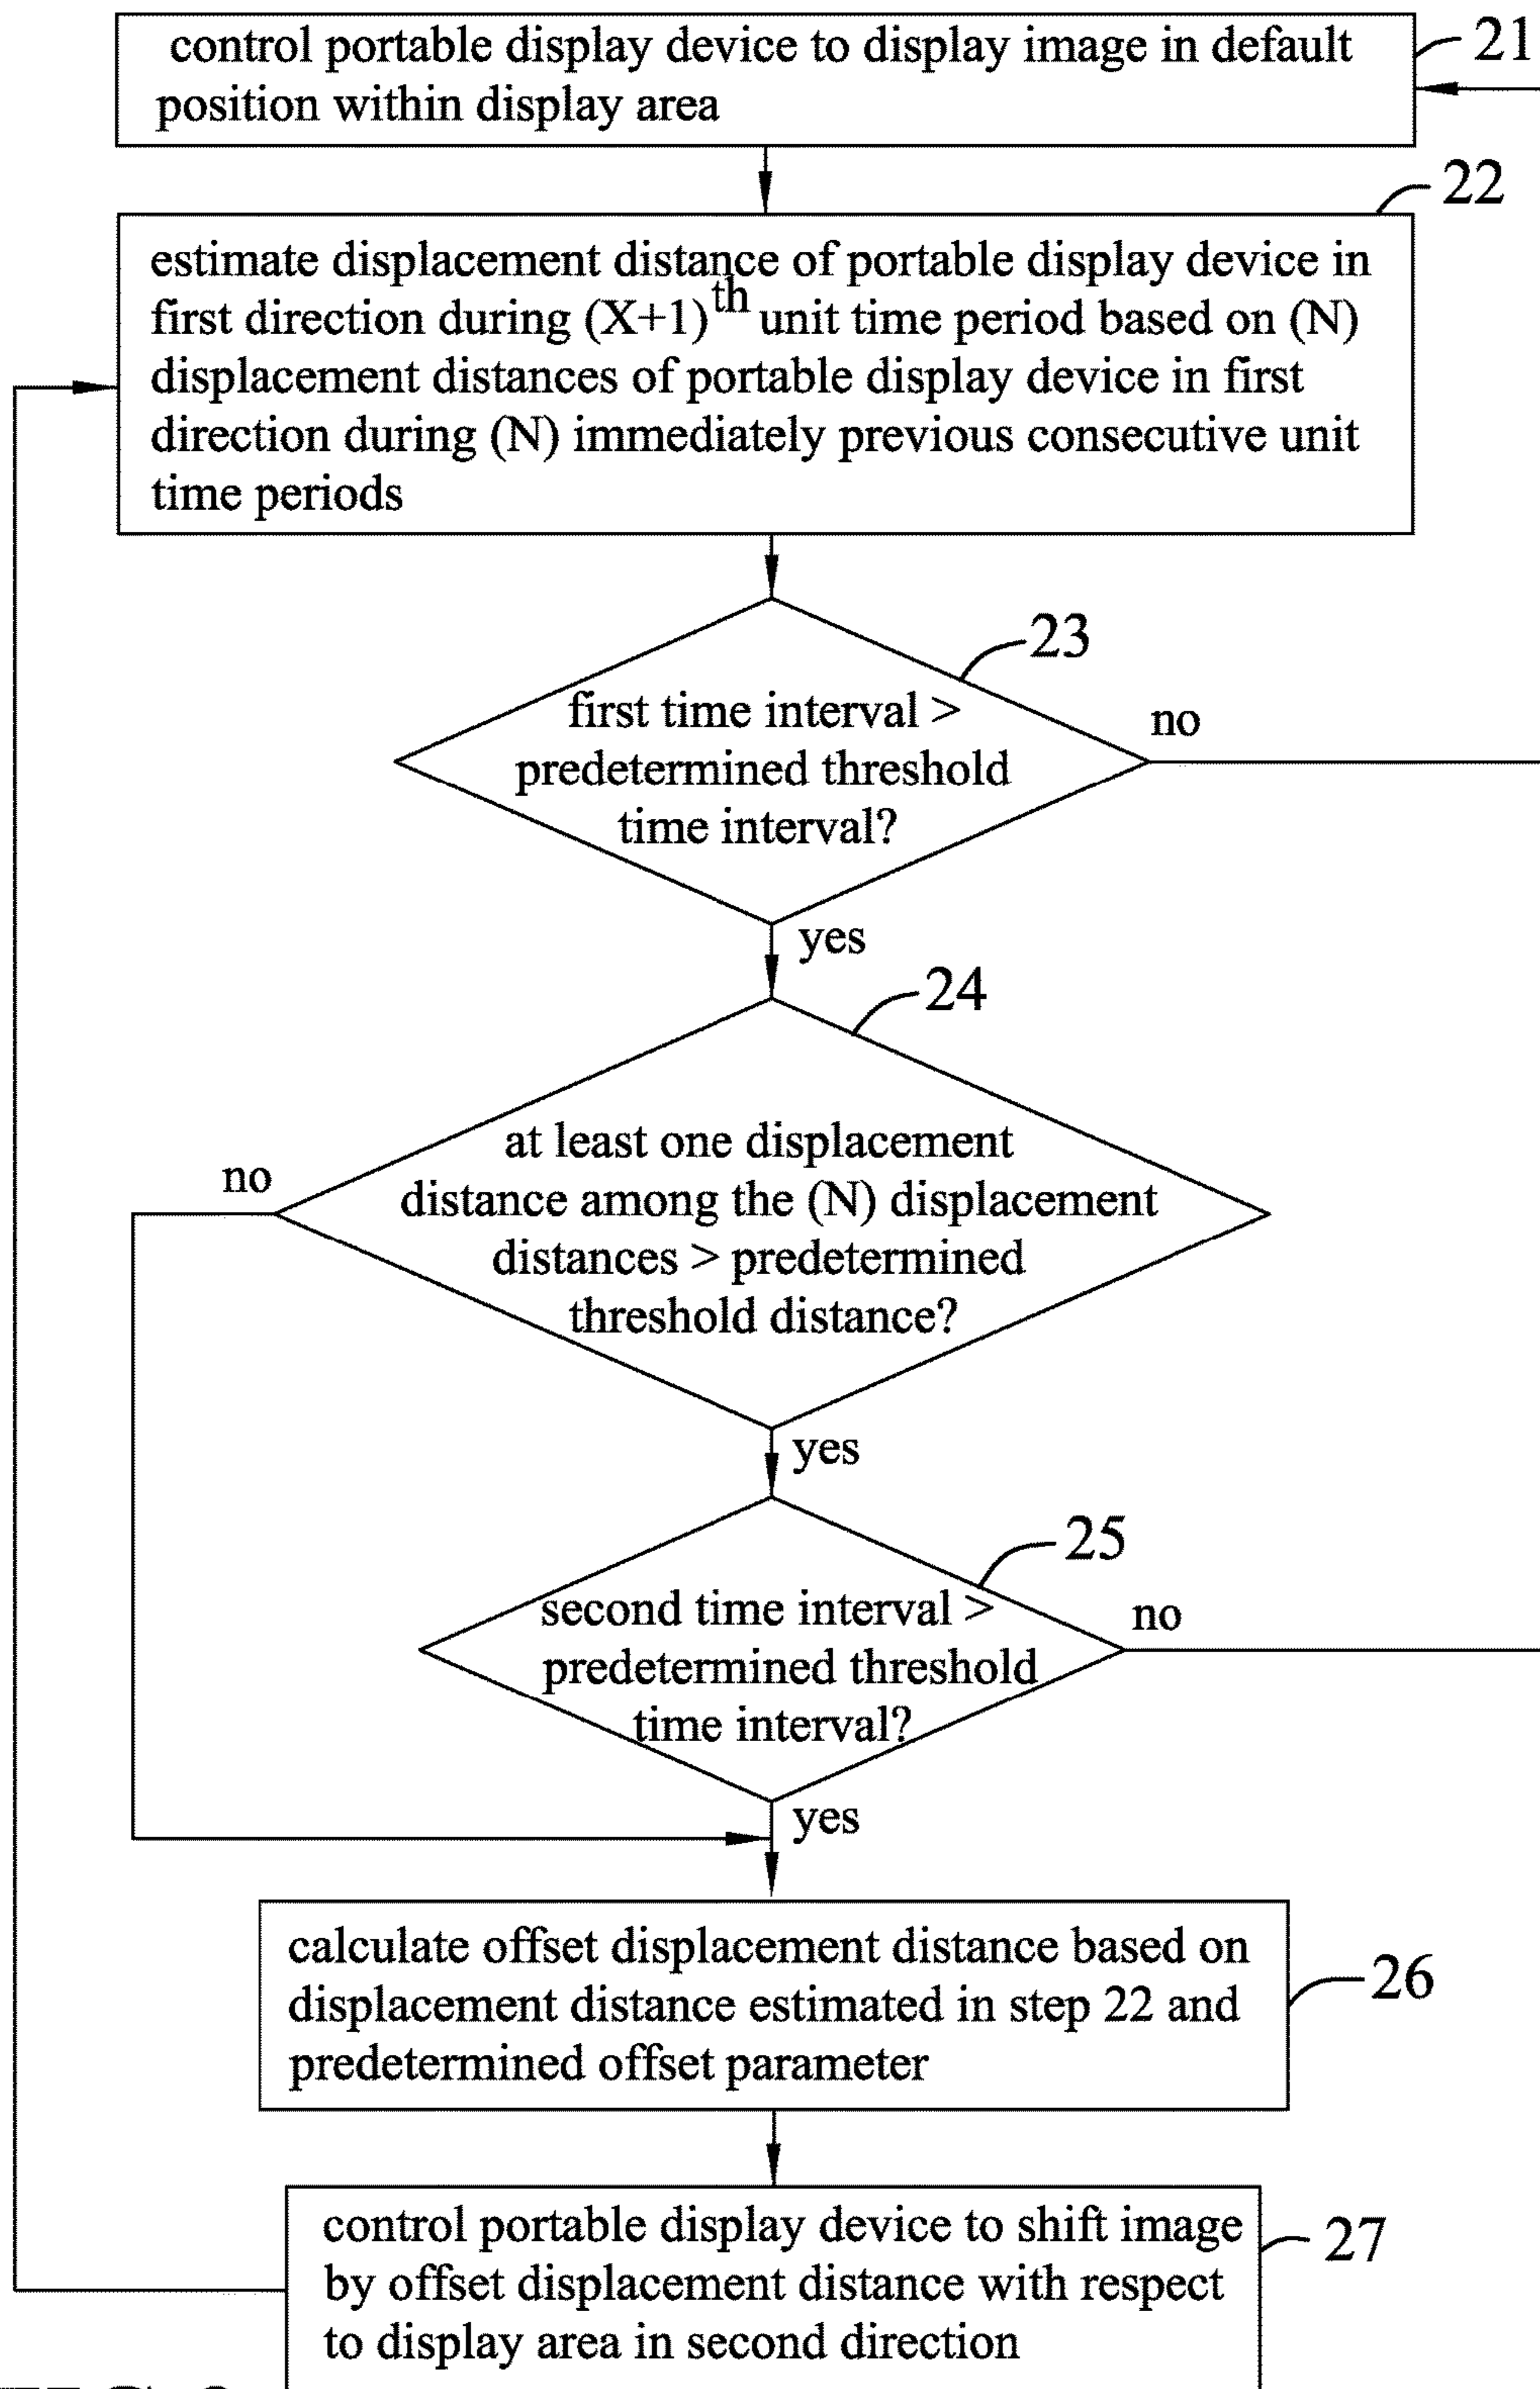 control portable display device to display image in default
position within display area
21
22
estimate displacement distance of portable display device in
first direction during (X+1)th unit time period based on (N)
displacement distances of portable display device in first
direction during (N) immediately previous consecutive unit
time periods
23
first time interval >
predetermined threshold
time interval?
no
yes
24
at least one displacement
distance among the (N) displacement
distances > predetermined
threshold distance?
no
yes
25
second time interval >
predetermined threshold
time interval?
no
yes
calculate offset displacement distance based on
displacement distance estimated in step 22 and
predetermined offset parameter
26
control portable display device to shift image
by offset displacement distance with respect
to display area in second direction
27